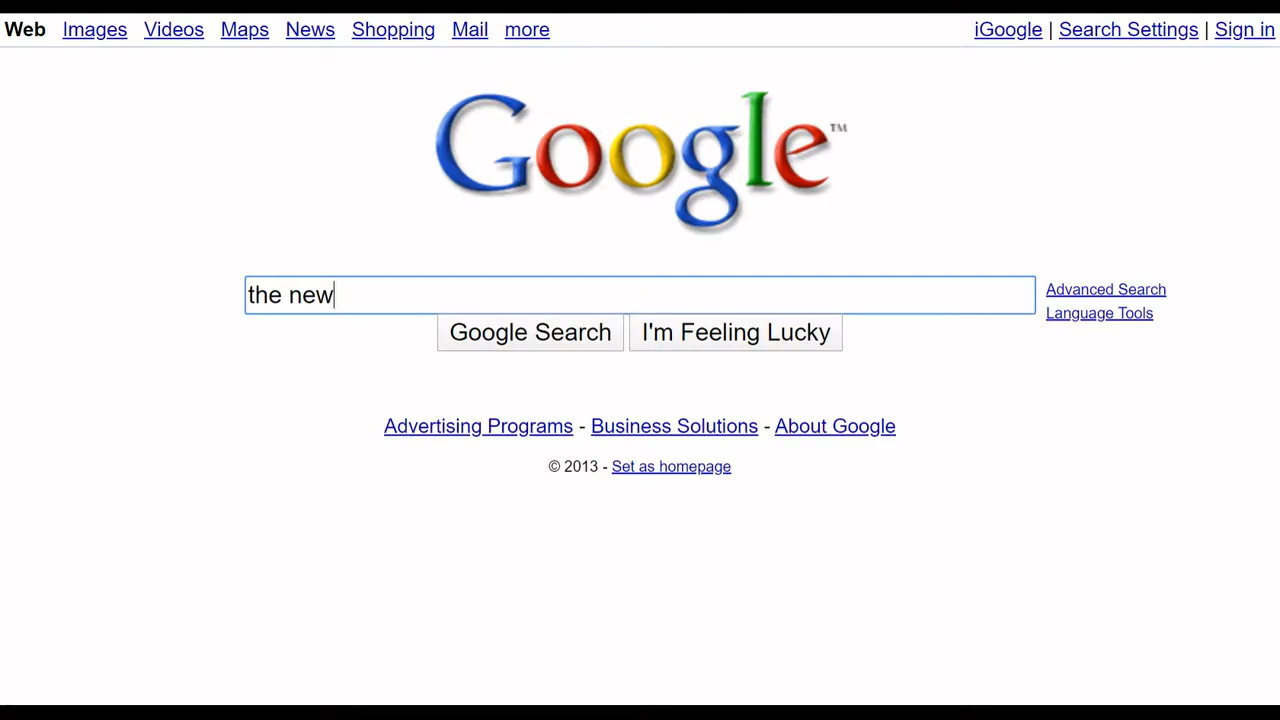 Web Images Videos Maps News Shopping Mail more iGoogle | Search Settings | Sign in
Google™
the new
Advanced Search
Language Tools
Google Search I'm Feeling Lucky
Advertising Programs - Business Solutions - About Google
© 2013 - Set as homepage